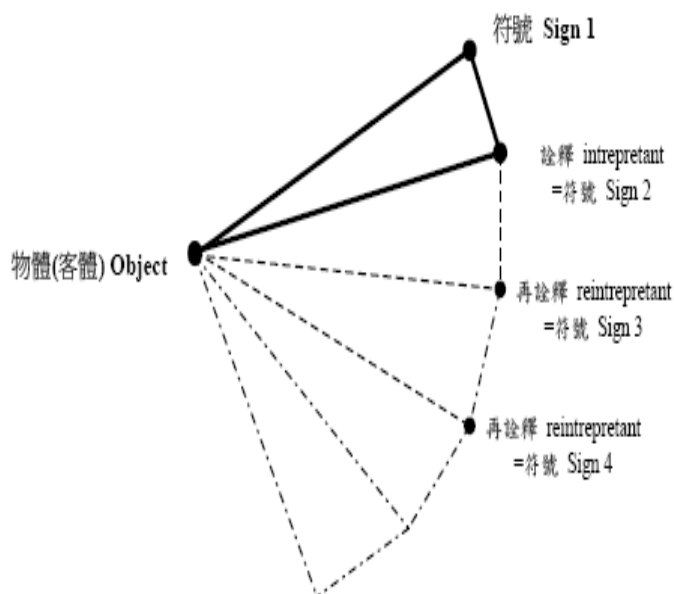 符號 Sign 1
詮釋 intrepretant
=符號 Sign 2
物體(客體) Object
再詮釋 reintrepretant
=符號 Sign 3
再詮釋 reintrepretant
=符號 Sign 4